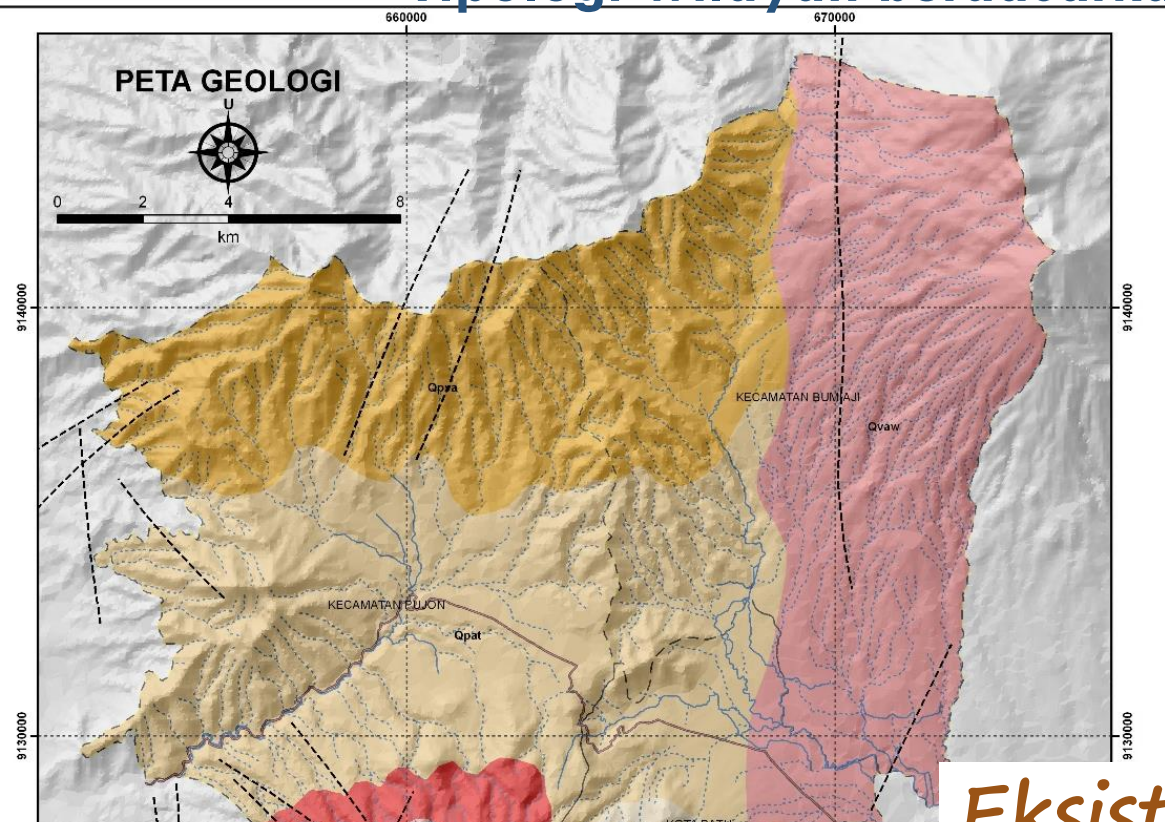 660000
670000
PETA GEOLOGI
U
0 2 4 8
km
9140000
9140000
Qpva
KECAMATAN BUMIAJI
Qvaw
KECAMATAN PUJON
Qpat
9130000
9130000
Eksist